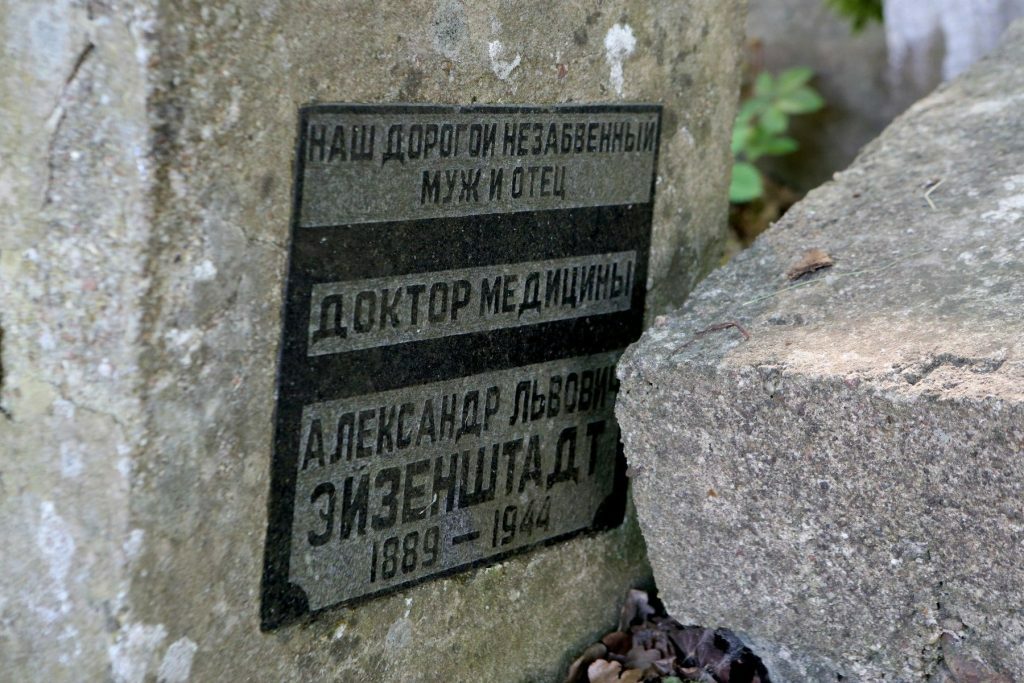 НАШ ДОРОГОЙ НЕЗАБВЕННЫЙ
МУЖ И ОТЕЦ
ДОКТОР МЕДИЦИНЫ
АЛЕКСАНДР ЛЬВОВИЧ
ЭЙЗЕНШТАДТ
1889 – 1944